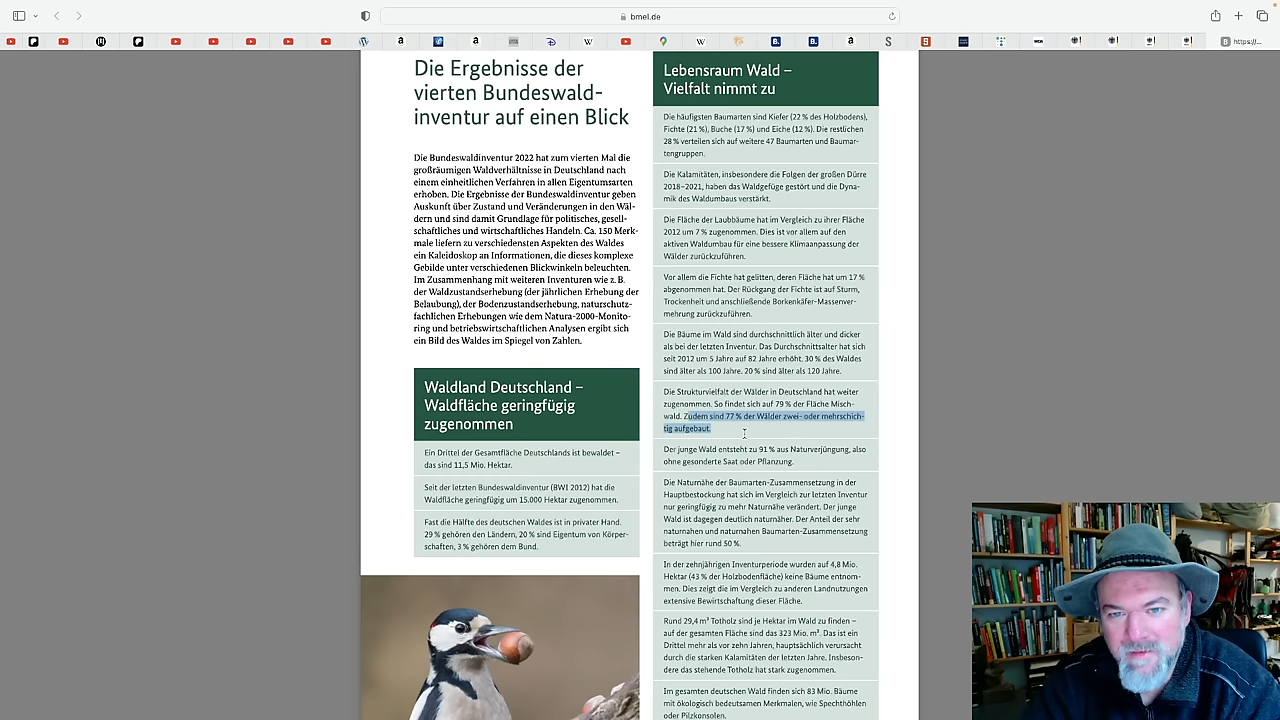 bmel.de
https://...
Die Ergebnisse der
vierten Bundeswald-
inventur auf einen Blick
Die Bundeswaldinventur 2022 hat zum vierten Mal die
großräumigen Waldverhältnisse in Deutschland nach
einem einheitlichen Verfahren in allen Eigentumsarten
erhoben. Die Ergebnisse der Bundeswaldinventur geben
Auskunft über Zustand und Veränderungen in den Wäl-
dern und sind damit Grundlage für politisches, gesell-
schaftliches und wirtschaftliches Handeln. Ca. 150 Merk-
male liefern zu verschiedensten Aspekten des Waldes
ein Kaleidoskop an Informationen, die dieses komplexe
Gebilde unter verschiedenen Blickwinkeln beleuchten.
Im Zusammenhang mit weiteren Inventuren wie z. B.
der Waldzustandserhebung (der jährlichen Erhebung der
Belaubung), der Bodenzustandserhebung, naturschutz-
fachlichen Erhebungen wie dem Natura-2000-Monito-
ring und betriebswirtschaftlichen Analysen ergibt sich
ein Bild des Waldes im Spiegel von Zahlen.
Waldland Deutschland –
Waldfläche geringfügig
zugenommen
Ein Drittel der Gesamtfläche Deutschlands ist bewaldet –
das sind 11,5 Mio. Hektar.
Seit der letzten Bundeswaldinventur (BWI 2012) hat die
Waldfläche geringfügig um 15.000 Hektar zugenommen.
Fast die Hälfte des deutschen Waldes ist in privater Hand.
29 % gehören den Ländern, 20 % sind Eigentum von Körper-
schaften, 3 % gehören dem Bund.
Lebensraum Wald –
Vielfalt nimmt zu
Die häufigsten Baumarten sind Kiefer (22 % des Holzbodens),
Fichte (21 %), Buche (17 %) und Eiche (12 %). Die restlichen
28 % verteilen sich auf weitere 47 Baumarten und Baumar-
tengruppen.
Die Kalamitäten, insbesondere die Folgen der großen Dürre
2018–2021, haben das Waldgefüge gestört und die Dyna-
mik des Waldumbaus verstärkt.
Die Fläche der Laubbäume hat im Vergleich zu ihrer Fläche
2012 um 7 % zugenommen. Dies ist vor allem auf den
aktiven Waldumbau für eine bessere Klimaanpassung der
Wälder zurückzuführen.
Vor allem die Fichte hat gelitten, deren Fläche hat um 17 %
abgenommen hat. Der Rückgang der Fichte ist auf Sturm,
Trockenheit und anschließende Borkenkäfer-Massenver-
mehrung zurückzuführen.
Die Bäume im Wald sind durchschnittlich älter und dicker
als bei der letzten Inventur. Das Durchschnittsalter hat sich
seit 2012 um 5 Jahre auf 82 Jahre erhöht. 30 % des Waldes
sind älter als 100 Jahre. 20 % sind älter als 120 Jahre.
Die Strukturvielfalt der Wälder in Deutschland hat weiter
zugenommen. So findet sich auf 79 % der Fläche Misch-
wald. Zudem sind 77 % der Wälder zwei- oder mehrschich-
tig aufgebaut.
Der junge Wald entsteht zu 91 % aus Naturverjüngung, also
ohne gesonderte Saat oder Pflanzung.
Die Naturnähe der Baumarten-Zusammensetzung in der
Hauptbestockung hat sich im Vergleich zur letzten Inventur
nur geringfügig zu mehr Naturnähe verändert. Der junge
Wald ist dagegen deutlich naturnäher. Der Anteil der sehr
naturnahen und naturnahen Baumarten-Zusammensetzung
beträgt hier rund 50 %.
In der zehnjährigen Inventurperiode wurden auf 4,8 Mio.
Hektar (43 % der Holzbodenfläche) keine Bäume entnom-
men. Dies zeigt die im Vergleich zu anderen Landnutzungen
extensive Bewirtschaftung dieser Fläche.
Rund 29,4 m³ Totholz sind je Hektar im Wald zu finden –
auf der gesamten Fläche sind das 323 Mio. m³. Das ist ein
Drittel mehr als vor zehn Jahren, hauptsächlich verursacht
durch die starken Kalamitäten der letzten Jahre. Insbeson-
dere das stehende Totholz hat stark zugenommen.
Im gesamten deutschen Wald finden sich 83 Mio. Bäume
mit ökologisch bedeutsamen Merkmalen, wie Spechthöhlen
oder Pilzkonsolen.